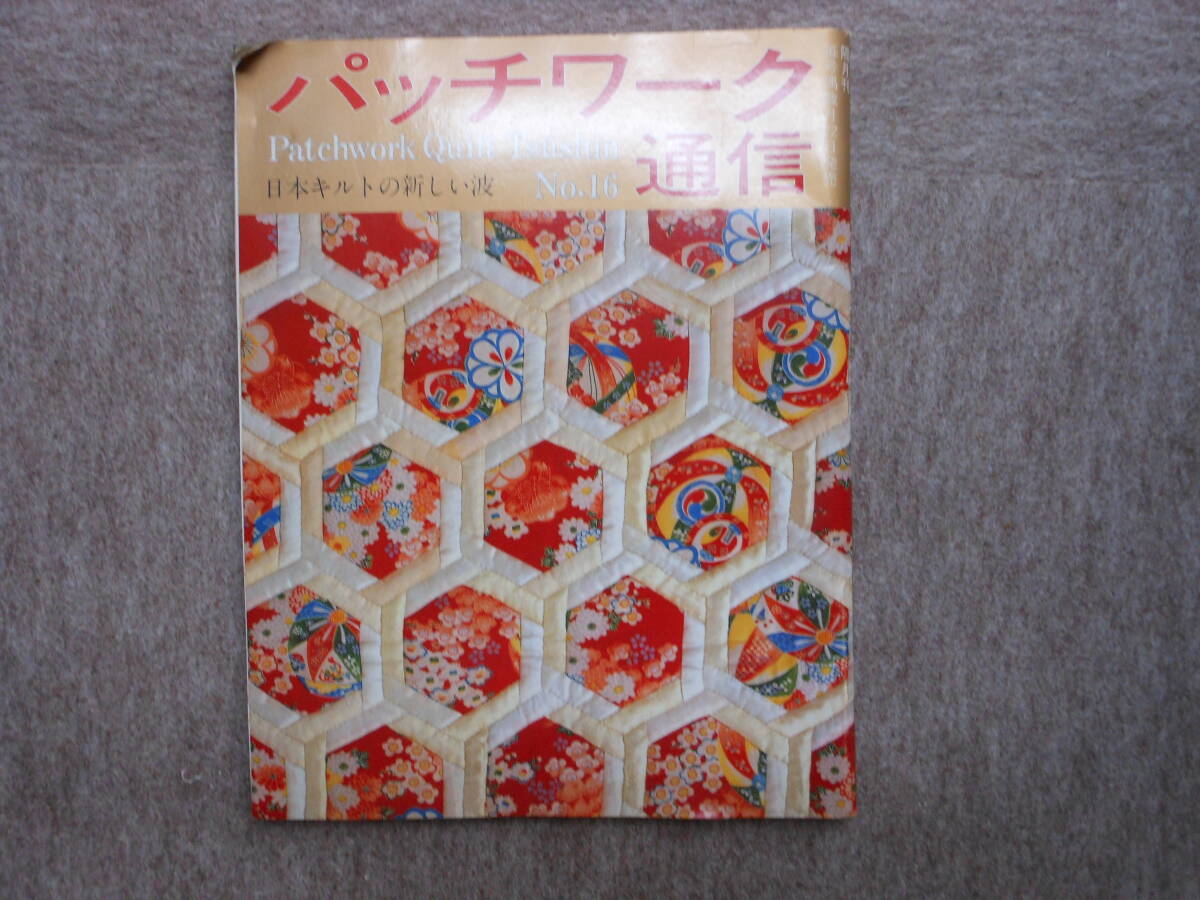 パッチワーク
通信
Patchwork Quilt Tsushin
日本キルトの新しい波
No.16